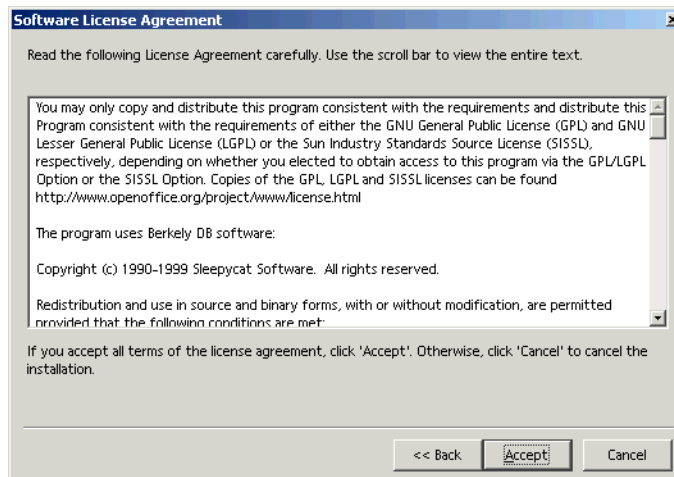 Software License Agreement
Read the following License Agreement carefully. Use the scroll bar to view the entire text.
You may only copy and distribute this program consistent with the requirements and distribute this
Program consistent with the requirements of either the GNU General Public License (GPL) and GNU
Lesser General Public License (LGPL) or the Sun Industry Standards Source License (SISSL),
respectively, depending on whether you elected to obtain access to this program via the GPL/LGPL
Option or the SISSL Option. Copies of the GPL, LGPL and SISSL licenses can be found
http://www.openoffice.org/project/www/license.html
The program uses Berkely DB software:
Copyright (c) 1990-1999 Sleepycat Software.  All rights reserved.
Redistribution and use in source and binary forms, with or without modification, are permitted
provided that the following conditions are met:
If you accept all terms of the license agreement, click 'Accept'. Otherwise, click 'Cancel' to cancel the
installation.
<< Back
Accept
Cancel